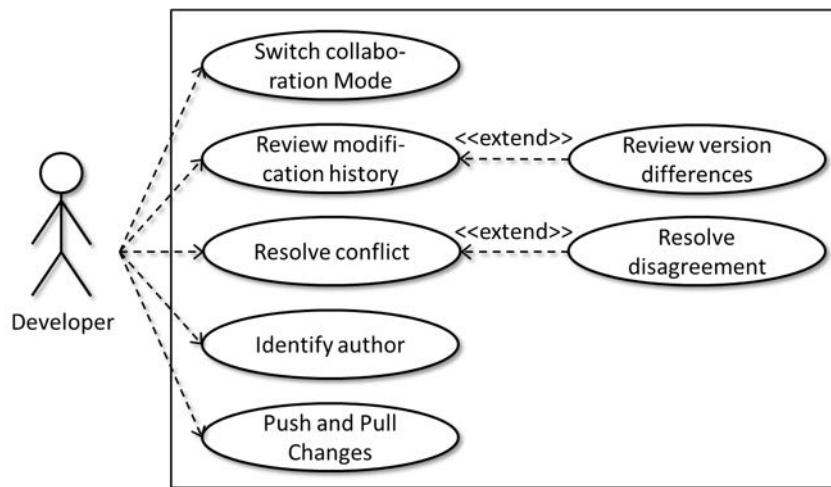 Switch collabo-
ration Mode
Review modifi-
cation history
<<extend>>
Review version
differences
Resolve conflict
<<extend>>
Resolve
disagreement
Developer
Identify author
Push and Pull
Changes